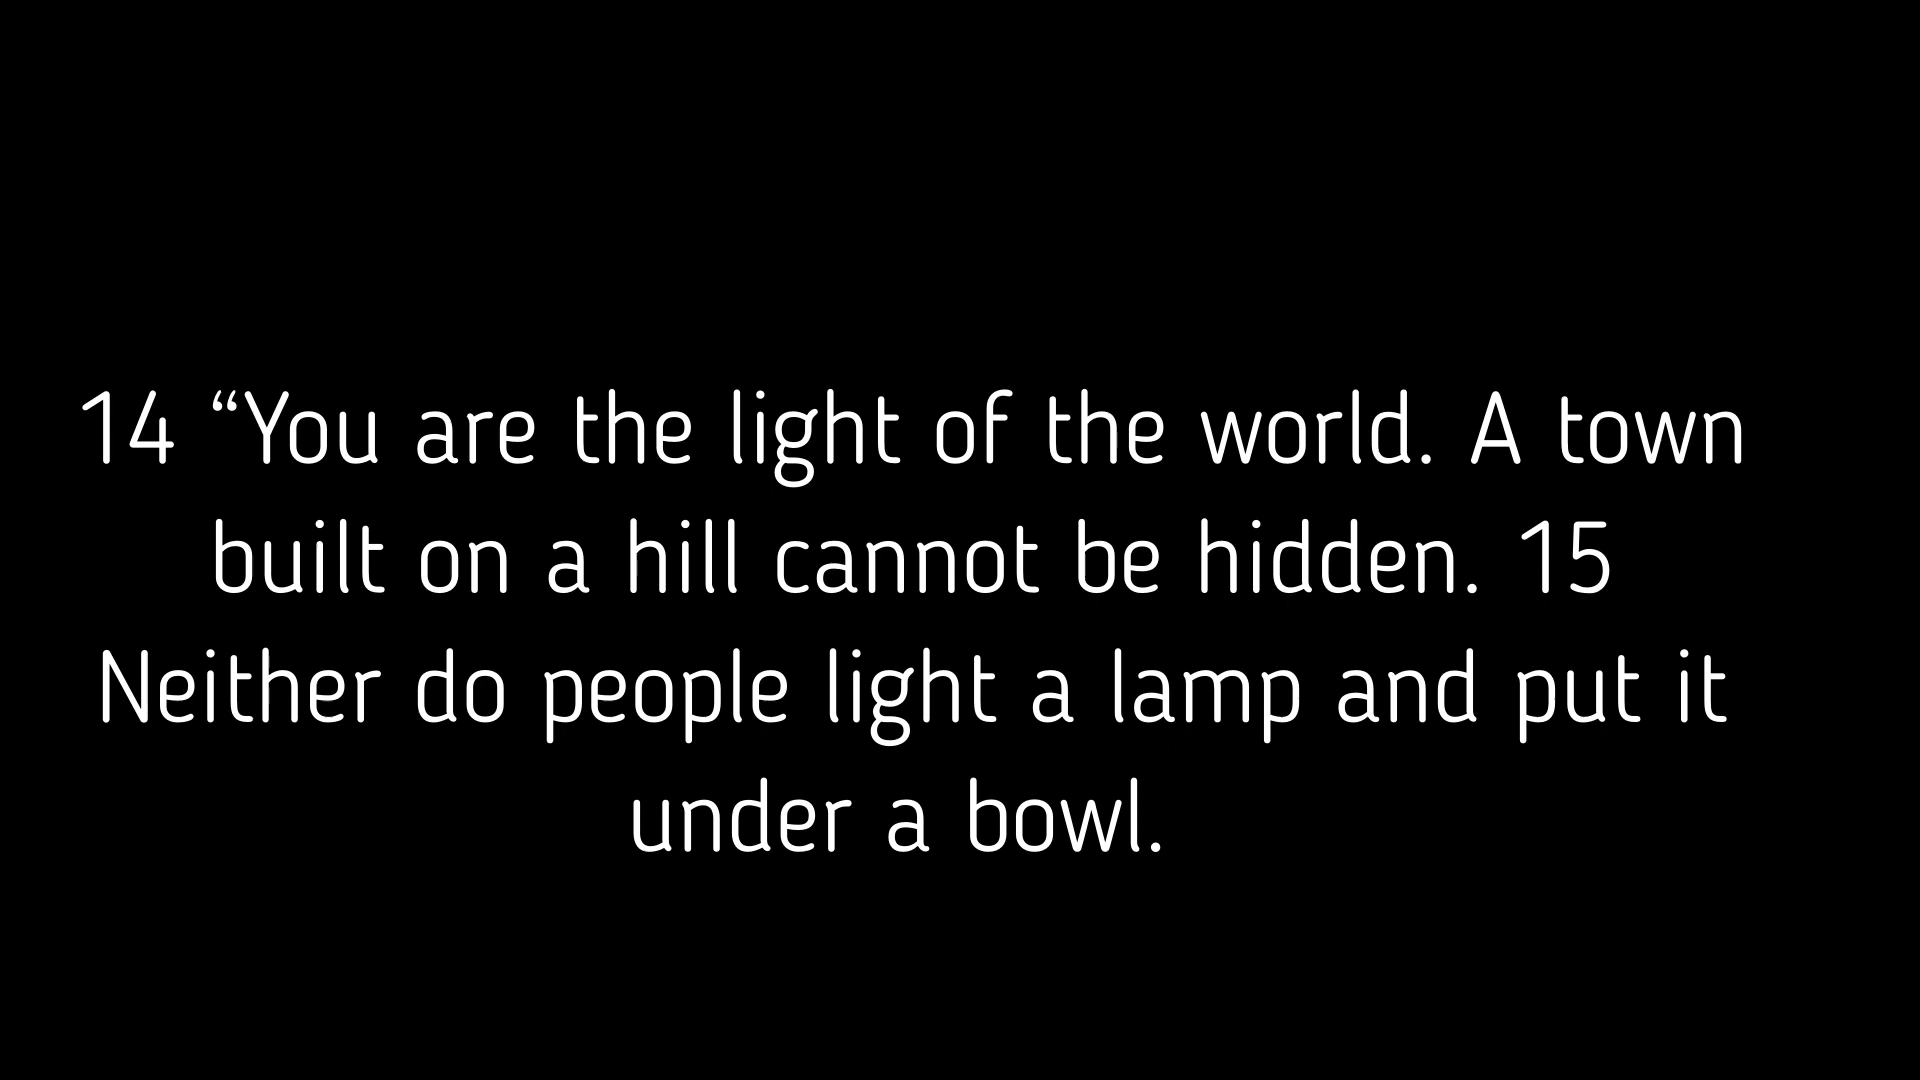 14 “You are the light of the world. A town
built on a hill cannot be hidden. 15
Neither do people light a lamp and put it
under a bowl.